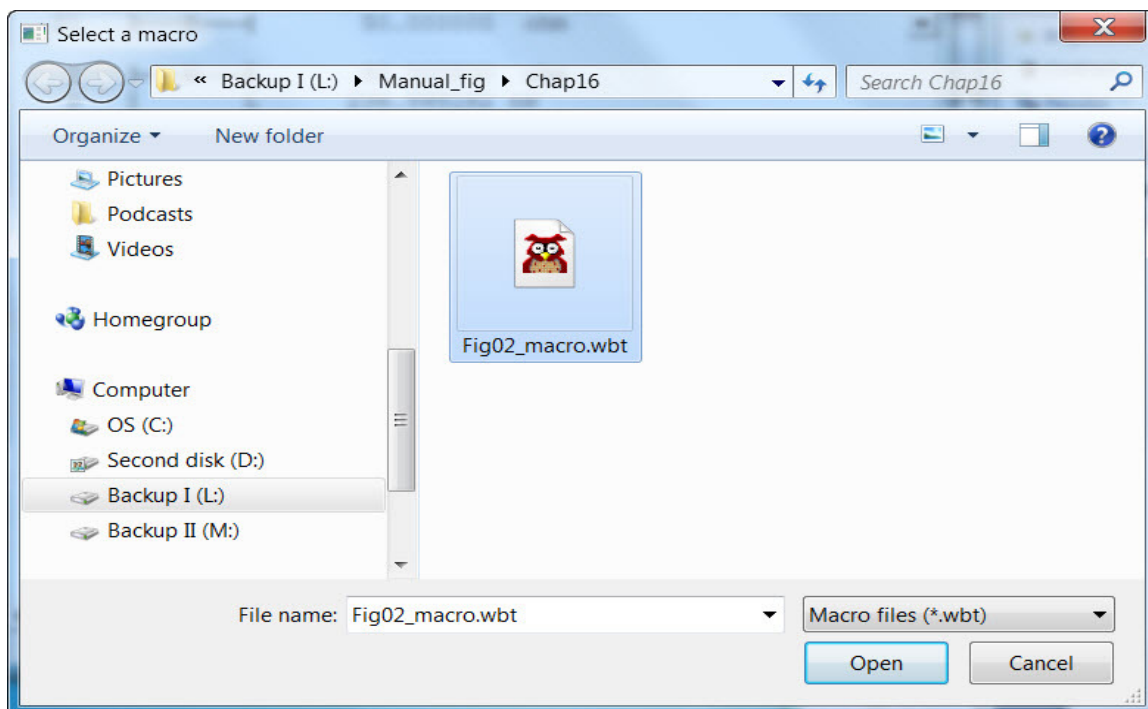 Select a macro
« Backup I (L:) Manual_fig Chap16 Search Chap16
Organize New folder
Pictures
Podcasts
Videos
Homegroup
Computer
OS (C:)
Second disk (D:)
Backup I (L:)
Backup II (M:)
Fig02_macro.wbt
File name: Fig02_macro.wbt Macro files (*.wbt)
Open Cancel